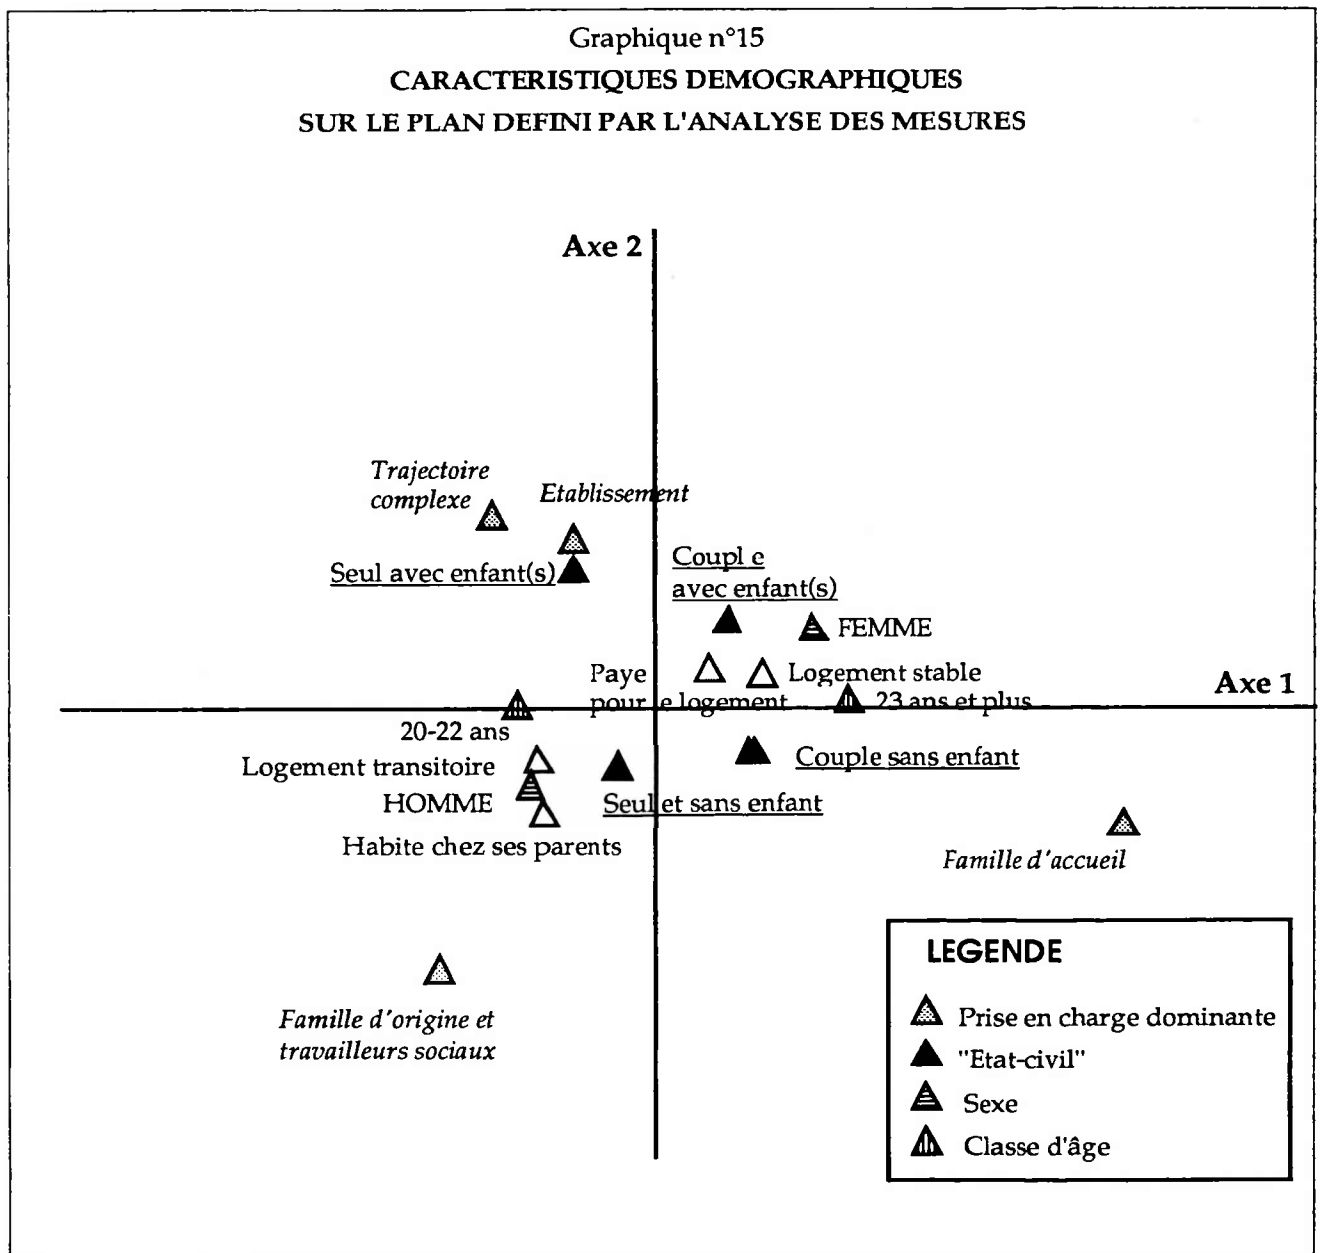 Graphique n°15
CARACTERISTIQUES DEMOGRAPHIQUES
SUR LE PLAN DEFINI PAR L'ANALYSE DES MESURES
Axe 2
Trajectoire
complexe
Etablissement
Seul avec enfant(s)
Coupl e
avec enfant(s)
FEMME
Paye
pour le logement
Logement stable
23 ans et plus
Axe 1
20-22 ans
Logement transitoire
HOMME
Habite chez ses parents
Seul et sans enfant
Couple sans enfant
Famille d'accueil
Famille d'origine et
travailleurs sociaux
LEGENDE
Prise en charge dominante
"Etat-civil"
Sexe
Classe d'âge